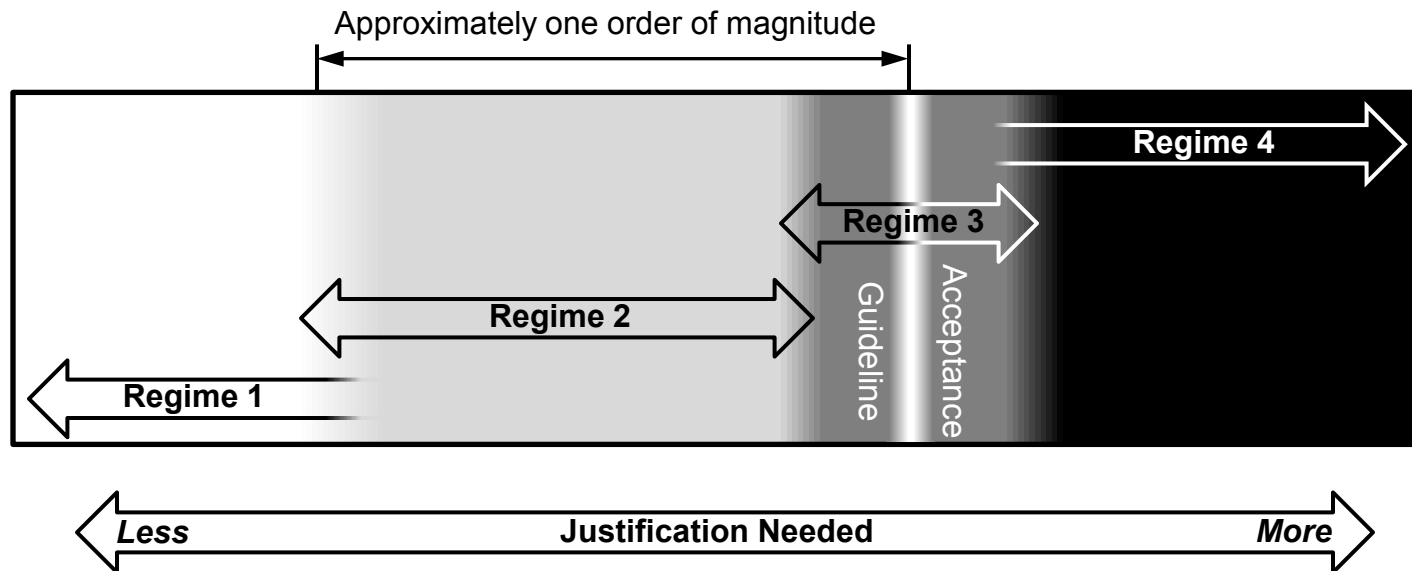 Approximately one order of magnitude
Regime 4
Regime 3
Acceptance
Guideline
Regime 2
Regime 1
Less Justification Needed More